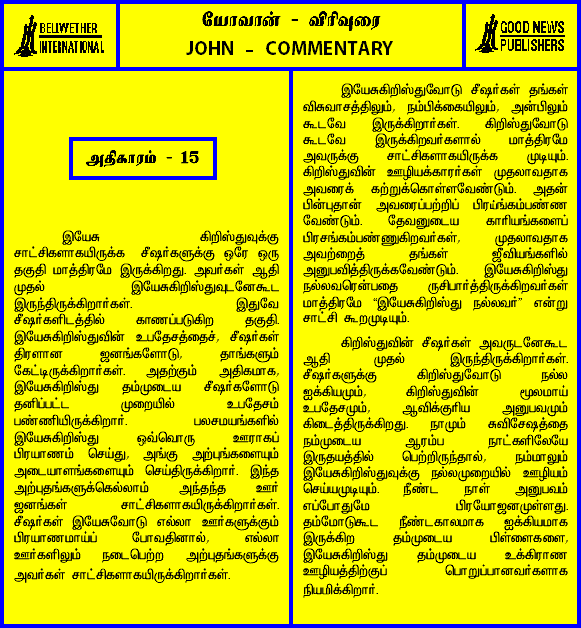 BELWETHER
INTERNATIONAL
யோவான் - விரிவுரை
JOHN - COMMENTARY
GOOD NEWS
PUBLISHERS
அதிகாரம் - 15
இயேசு கிறிஸ்துவுக்கு
சாட்சிகளாகயிருக்க சீஷர்களுக்கு ஒரே ஒரு
தகுதி மாத்திரமே இருக்கிறது. அவர்கள் ஆதி
முதல் இயேசுகிறிஸ்துவுடனேகூட
இருந்திருக்கிறார்கள். இதுவே
சீஷர்களிடத்தில் காணப்படுகிற தகுதி.
இயேசுகிறிஸ்துவின் உபதேசத்தைச், சீஷர்கள்
திரளான ஜனங்களோடு, தாங்களும்
கேட்டிருக்கிறார்கள். அதற்கும் அதிகமாக,
இயேசுகிறிஸ்து தம்முடைய சீஷர்களோடு
தனிப்பட்ட முறையில் உபதேசம்
பண்ணியிருக்கிறார். பலசமயங்களில்
இயேசுகிறிஸ்து ஒவ்வொரு ஊராகப்
பிரயாணம் செய்து, அங்கு அற்புங்களையும்
அடையாளங்களையும் செய்திருக்கிறார். இந்த
அற்புதங்களுக்கெல்லாம் அந்தந்த ஊர்
ஜனங்கள் சாட்சிகளாகயிருக்கிறார்கள்.
சீஷர்கள் இயேசுவோடு எல்லா ஊர்களுக்கும்
பிரயாணமாய்ப் போவதினால், எல்லா
ஊர்களிலும் நடைபெற்ற அற்புதங்களுக்கு
அவர்கள் சாட்சிகளாகயிருக்கிறார்கள்.
இயேசுகிறிஸ்துவோடு சீஷர்கள் தங்கள்
விசுவாசத்திலும், நம்பிக்கையிலும், அன்பிலும்
கூடவே இருக்கிறார்கள். கிறிஸ்துவோடு
கூடவே இருக்கிறவர்களால் மாத்திரமே
அவருக்கு சாட்சிகளாகயிருக்க முடியும்.
கிறிஸ்துவின் ஊழியக்காரர்கள் முதலாவதாக
அவரைக் கற்றுக்கொள்ளவேண்டும். அதன்
பின்புதான் அவரைப்பற்றிப் பிரய்ங்கம்பண்ண
வேண்டும். தேவனுடைய காரியங்களைப்
பிரசங்கம்பண்ணுகிறவர்கள், முதலாவதாக
அவற்றைத் தங்கள் ஜீவியங்களில்
அனுபவித்திருக்கவேண்டும். இயேசுகிறிஸ்து
நல்லவரென்பதை ருசிபார்த்திருக்கிறவர்கள்
மாத்திரமே “இயேசுகிறிஸ்து நல்லவர்” என்று
சாட்சி கூறமுடியும்.
கிறிஸ்துவின் சீஷர்கள் அவருடனேகூட
ஆதி முதல் இருந்திருக்கிறார்கள்.
சீஷர்களுக்கு கிறிஸ்துவோடு நல்ல
ஐக்கியமும், கிறிஸ்துவின் மூலமாய்
உபதேசமும், ஆவிக்குரிய அனுபவமும்
கிடைத்திருக்கிறது. நாமும் சுவிசேஷத்தை
நம்முடைய ஆரம்ப நாட்களிலேயே
இருதயத்தில் பெற்றிருந்தால், நம்மாலும்
இயேசுகிறிஸ்துவுக்கு நல்லமுறையில் ஊழியம்
செய்யமுடியும். நீண்ட நாள் அனுபவம்
எப்போதுமே பிரயோஜனமுள்ளது.
தம்மோடுகூட நீண்டகாலமாக ஐக்கியமாக
இருக்கிற தம்முடைய பிள்ளைகளை,
இயேசுகிறிஸ்து தம்முடைய உக்கிராண
ஊழியத்திற்குப் பொறுப்பானவர்களாக
நியமிக்கிறார்.